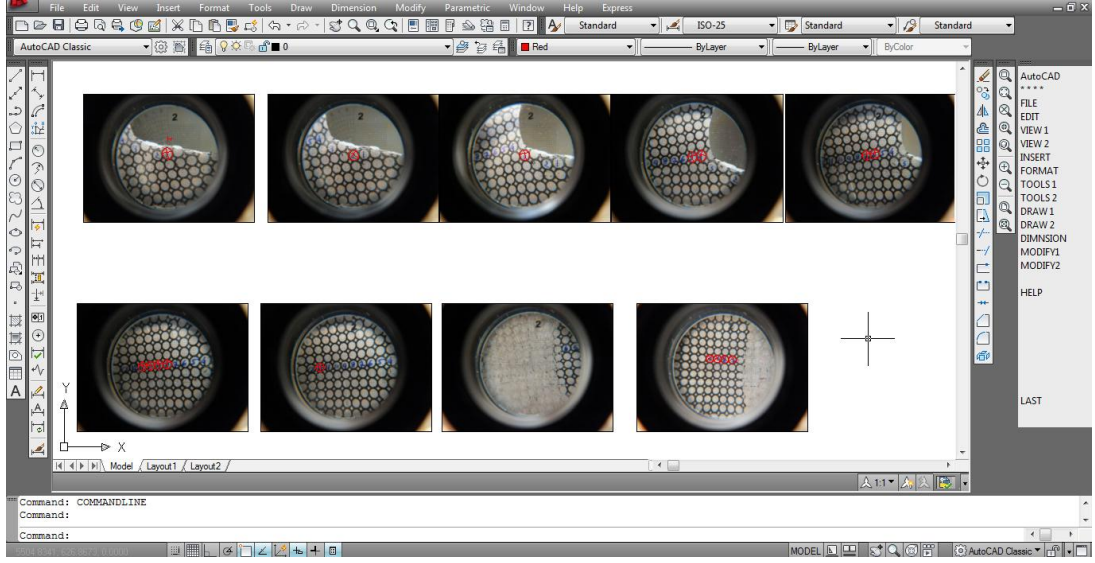 File Edit View Insert Format Tools Draw Dimension Modify Parametric Window Help Express
Standard ISO-25 Standard Standard
AutoCAD Classic 0 Red ByLayer ByLayer ByColor
2 2 2
2
AutoCAD
* * * *
FILE
EDIT
VIEW 1
VIEW 2
INSERT
FORMAT
TOOLS 1
TOOLS 2
DRAW 1
DRAW 2
DIMNSION
MODIFY1
MODIFY2
HELP
LAST
Y
X
Model Layout1 Layout2
1:1
Command: COMMANDLINE
Command:
Command:
MODEL AutoCAD Classic